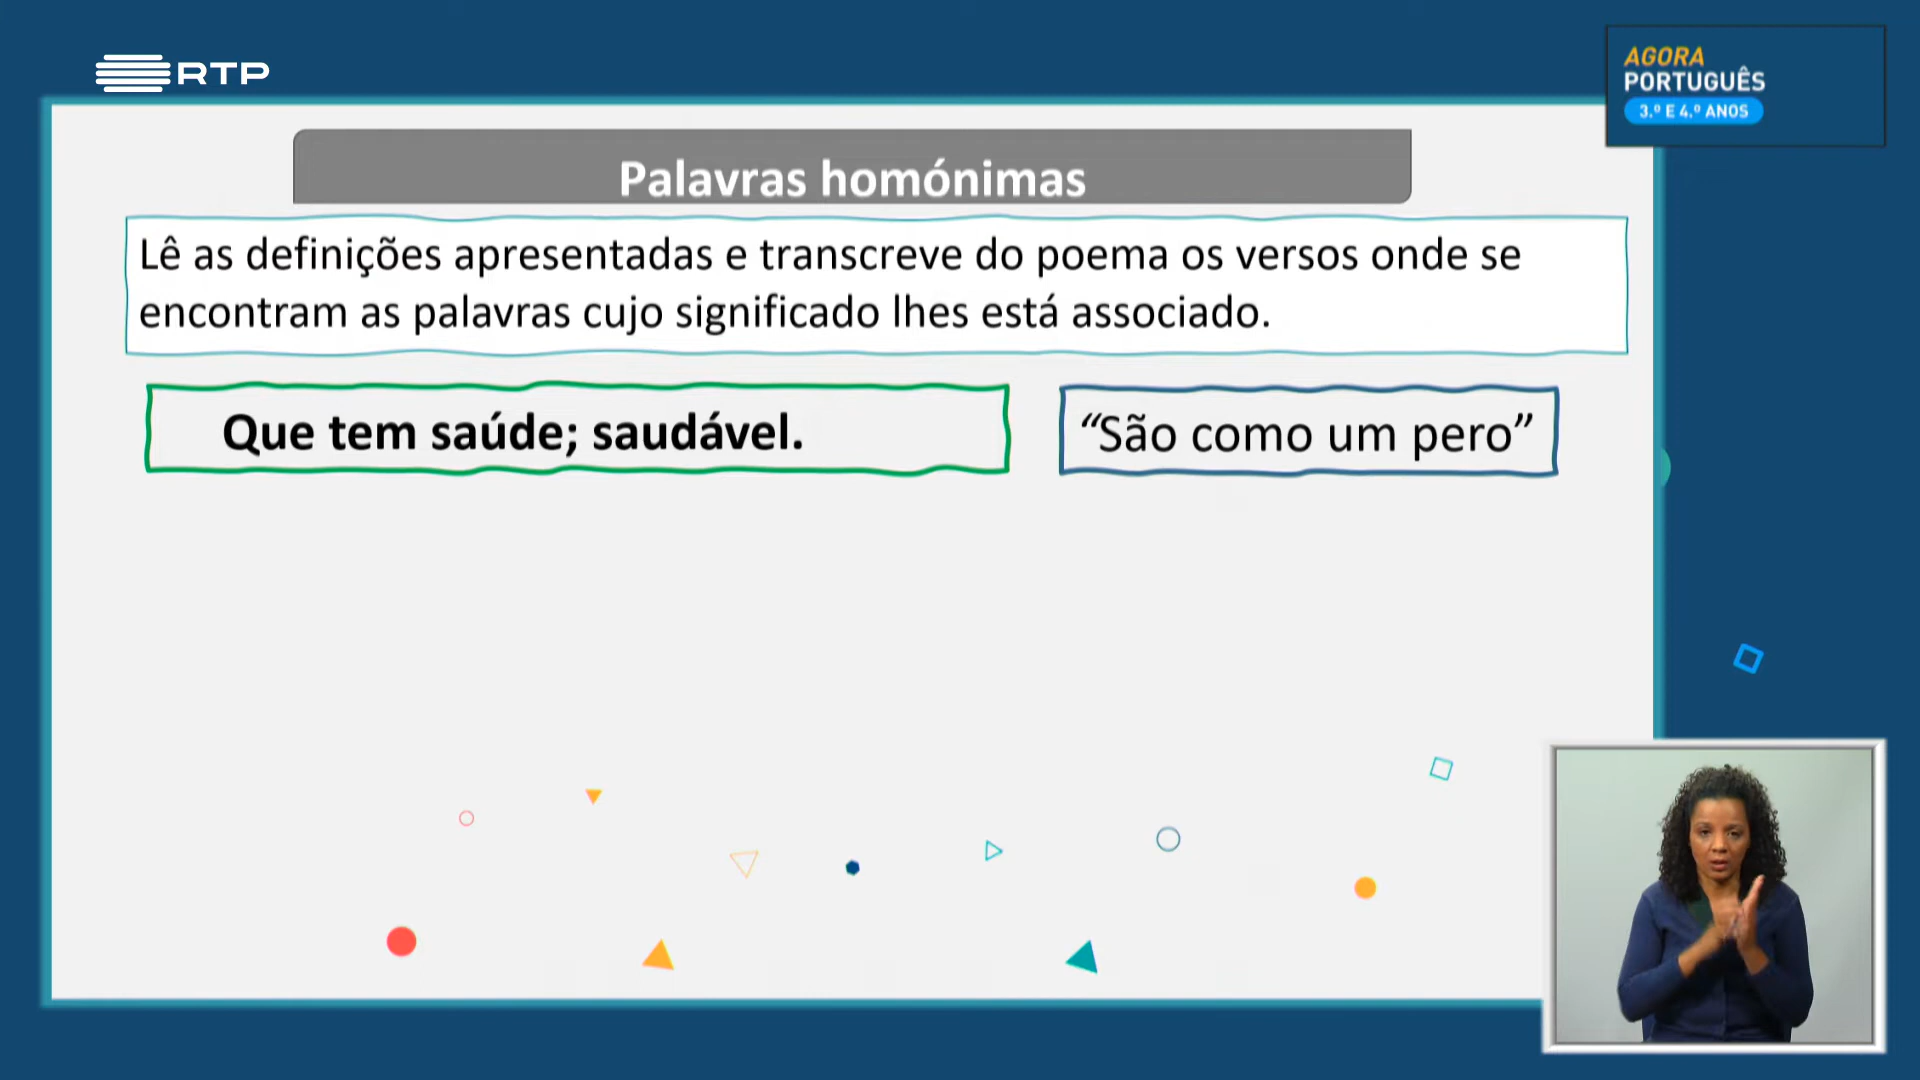 RTP
AGORA
PORTUGUÊS
3.º E 4.º ANOS
Palavras homónimas
Lê as definições apresentadas e transcreve do poema os versos onde se
encontram as palavras cujo significado lhes está associado.
Que tem saúde; saudável.
“São como um pero”